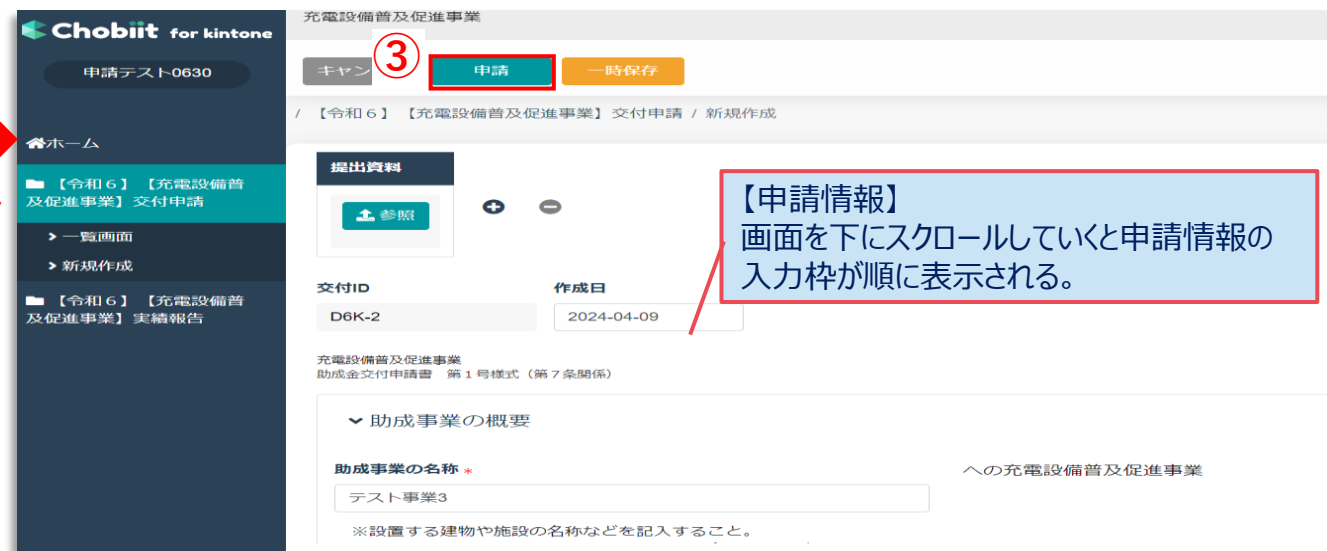 Chobiit for kintone
申請テスト0630
ホーム
【令和6】【充電設備普
及促進事業】交付申請
一覧画面
新規作成
【令和6】【充電設備普
及促進事業】実績報告
充電設備普及促進事業
キャン
③
申請
一時保存
/ 【令和6】【充電設備普及促進事業】交付申請 / 新規作成
提出資料
参照
【申請情報】
画面を下にスクロールしていくと申請情報の
入力枠が順に表示される。
交付ID
作成日
D6K-2
2024-04-09
充電設備普及促進事業
助成金交付申請書 第1号様式（第7条関係）
助成事業の概要
助成事業の名称 *
への充電設備普及促進事業
テスト事業3
※設置する建物や施設の名称などを記入すること。